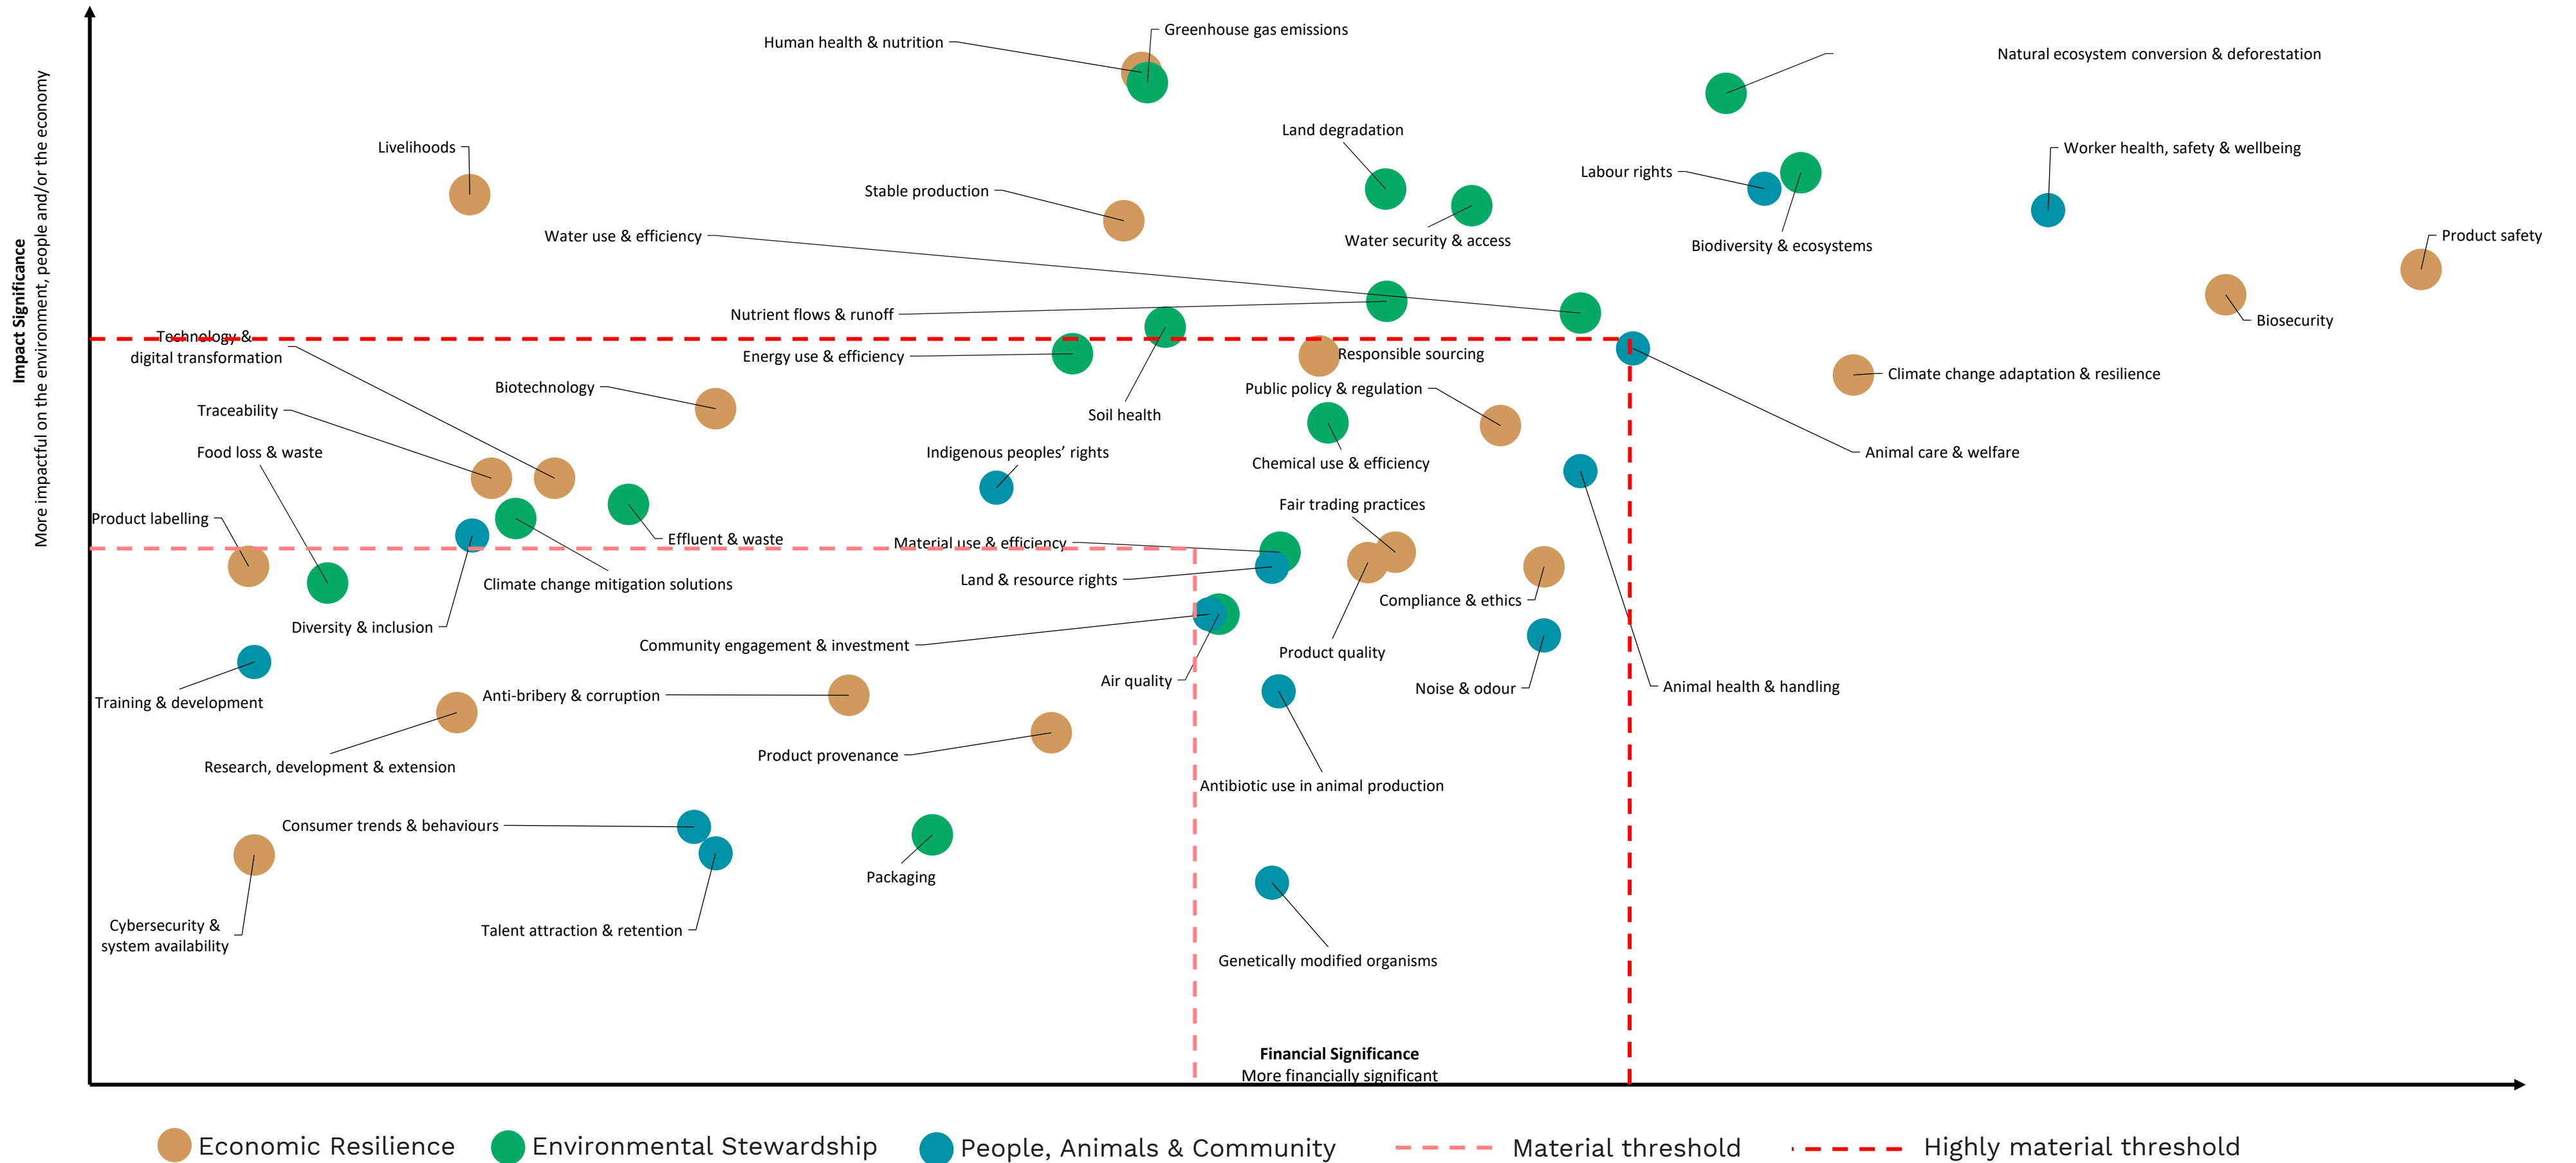 Greenhouse gas emissions
Human health & nutrition
Natural ecosystem conversion & deforestation
Land degradation
Livelihoods
Worker health, safety & wellbeing
Labour rights
Stable production
Water use & efficiency
Water security & access
Biodiversity & ecosystems
Product safety
Nutrient flows & runoff
Biosecurity
Technology &
digital transformation
Energy use & efficiency
Responsible sourcing
Climate change adaptation & resilience
Biotechnology
Public policy & regulation
Traceability
Soil health
Food loss & waste
Indigenous peoples’ rights
Animal care & welfare
Chemical use & efficiency
Fair trading practices
Product labelling
Effluent & waste
Material use & efficiency
Climate change mitigation solutions
Land & resource rights
Compliance & ethics
Diversity & inclusion
Community engagement & investment
Product quality
Air quality
Noise & odour
Animal health & handling
Training & development
Anti-bribery & corruption
Product provenance
Research, development & extension
Antibiotic use in animal production
Consumer trends & behaviours
Packaging
Cybersecurity &
system availability
Talent attraction & retention
Genetically modified organisms
Impact Significance
More impactful on the environment, people and/or the economy
Financial Significance
More financially significant
Economic Resilience
Environmental Stewardship
People, Animals & Community
Material threshold
Highly material threshold